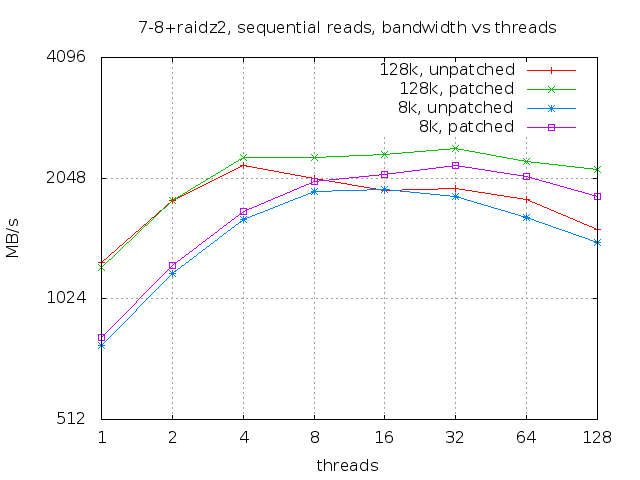 7-8+raidz2, sequential reads, bandwidth vs threads
4096
2048
1024
512
MB/s
128k, unpatched
128k, patched
8k, unpatched
8k, patched
1 2 4 8 16 32 64 128
threads